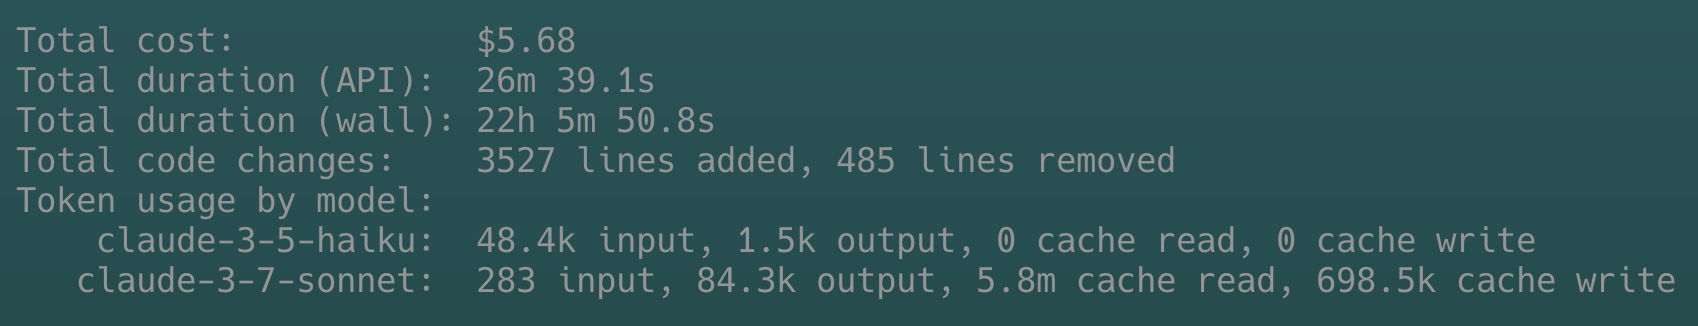 Total cost:            $5.68
Total duration (API):  26m 39.1s
Total duration (wall): 22h 5m 50.8s
Total code changes:    3527 lines added, 485 lines removed
Token usage by model:
    claude-3-5-haiku:  48.4k input, 1.5k output, 0 cache read, 0 cache write
   claude-3-7-sonnet:  283 input, 84.3k output, 5.8m cache read, 698.5k cache write